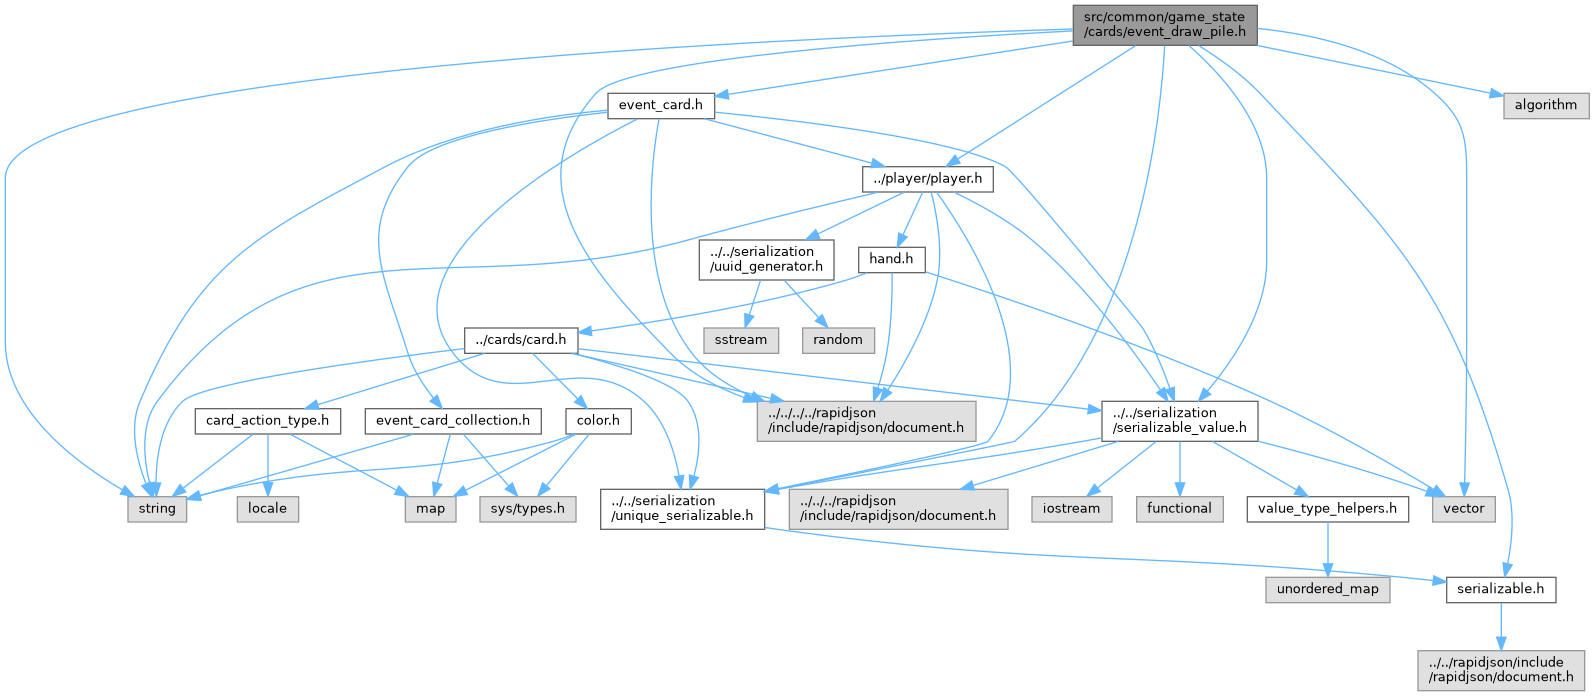 src/common/game_state
/cards/event_draw_pile.h
event_card.h
algorithm
../player/player.h
../../serialization
/uuid_generator.h
hand.h
sstream
random
../cards/card.h
card_action_type.h
event_card_collection.h
color.h
../../../../rapidjson
/include/rapidjson/document.h
../../serialization
/serializable_value.h
string
locale
map
sys/types.h
../../serialization
/unique_serializable.h
../../../rapidjson
/include/rapidjson/document.h
iostream
functional
value_type_helpers.h
vector
unordered_map
serializable.h
../../rapidjson/include
/rapidjson/document.h